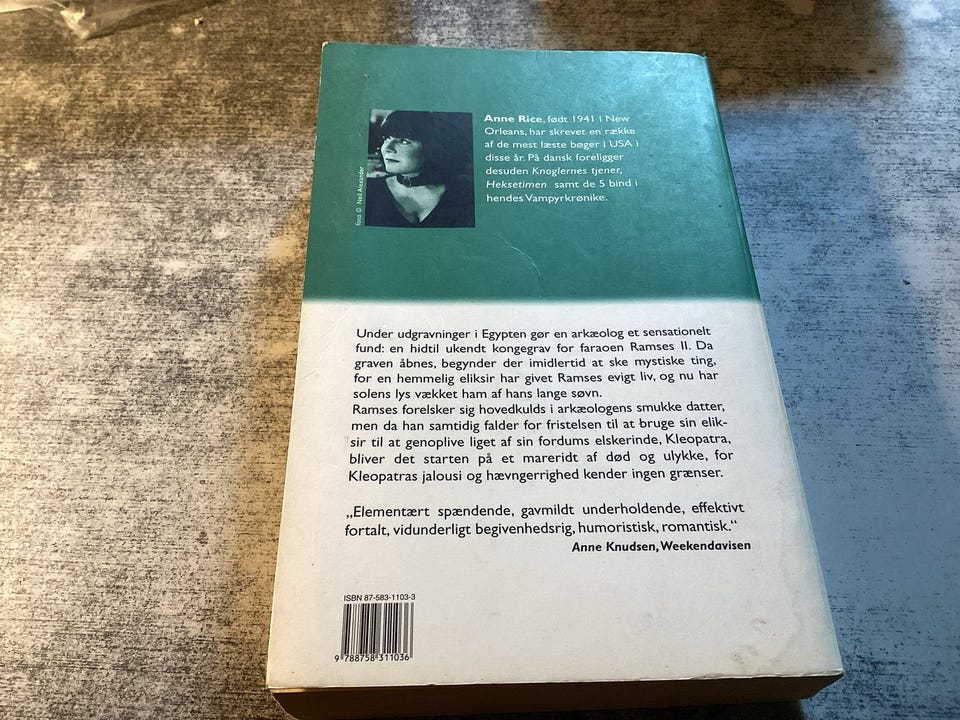 Anne Rice, født 1941 i New
Orleans, har skrevet en række
af de mest læste bøger i USA i
disse år. På dansk foreligger
desuden Knoglernes tjener,
Heksetimen samt de 5 bind i
hendes Vampyrkrønike.
foto © Neil Alexander
Under udgravninger i Egypten gør en arkæolog et sensationelt
fund: en hidtil ukendt kongegrav for faraoen Ramses II. Da
graven åbnes, begynder der imidlertid at ske mystiske ting,
for en hemmelig eliksir har givet Ramses evigt liv, og nu har
solens lys vækket ham af hans lange søvn.
Ramses forelsker sig hovedkulds i arkæologens smukke datter,
men da han samtidig falder for fristelsen til at bruge sin elik-
sir til at genoplive liget af sin fordums elskerinde, Kleopatra,
bliver det starten på et mareridt af død og ulykke, for
Kleopatras jalousi og hævngerrighed kender ingen grænser.
„Elementært spændende, gavmildt underholdende, effektivt
fortalt, vidunderligt begivenhedsrig, humoristisk, romantisk.“
Anne Knudsen, Weekendavisen
ISBN 87-583-1103-3
9 788758 311036